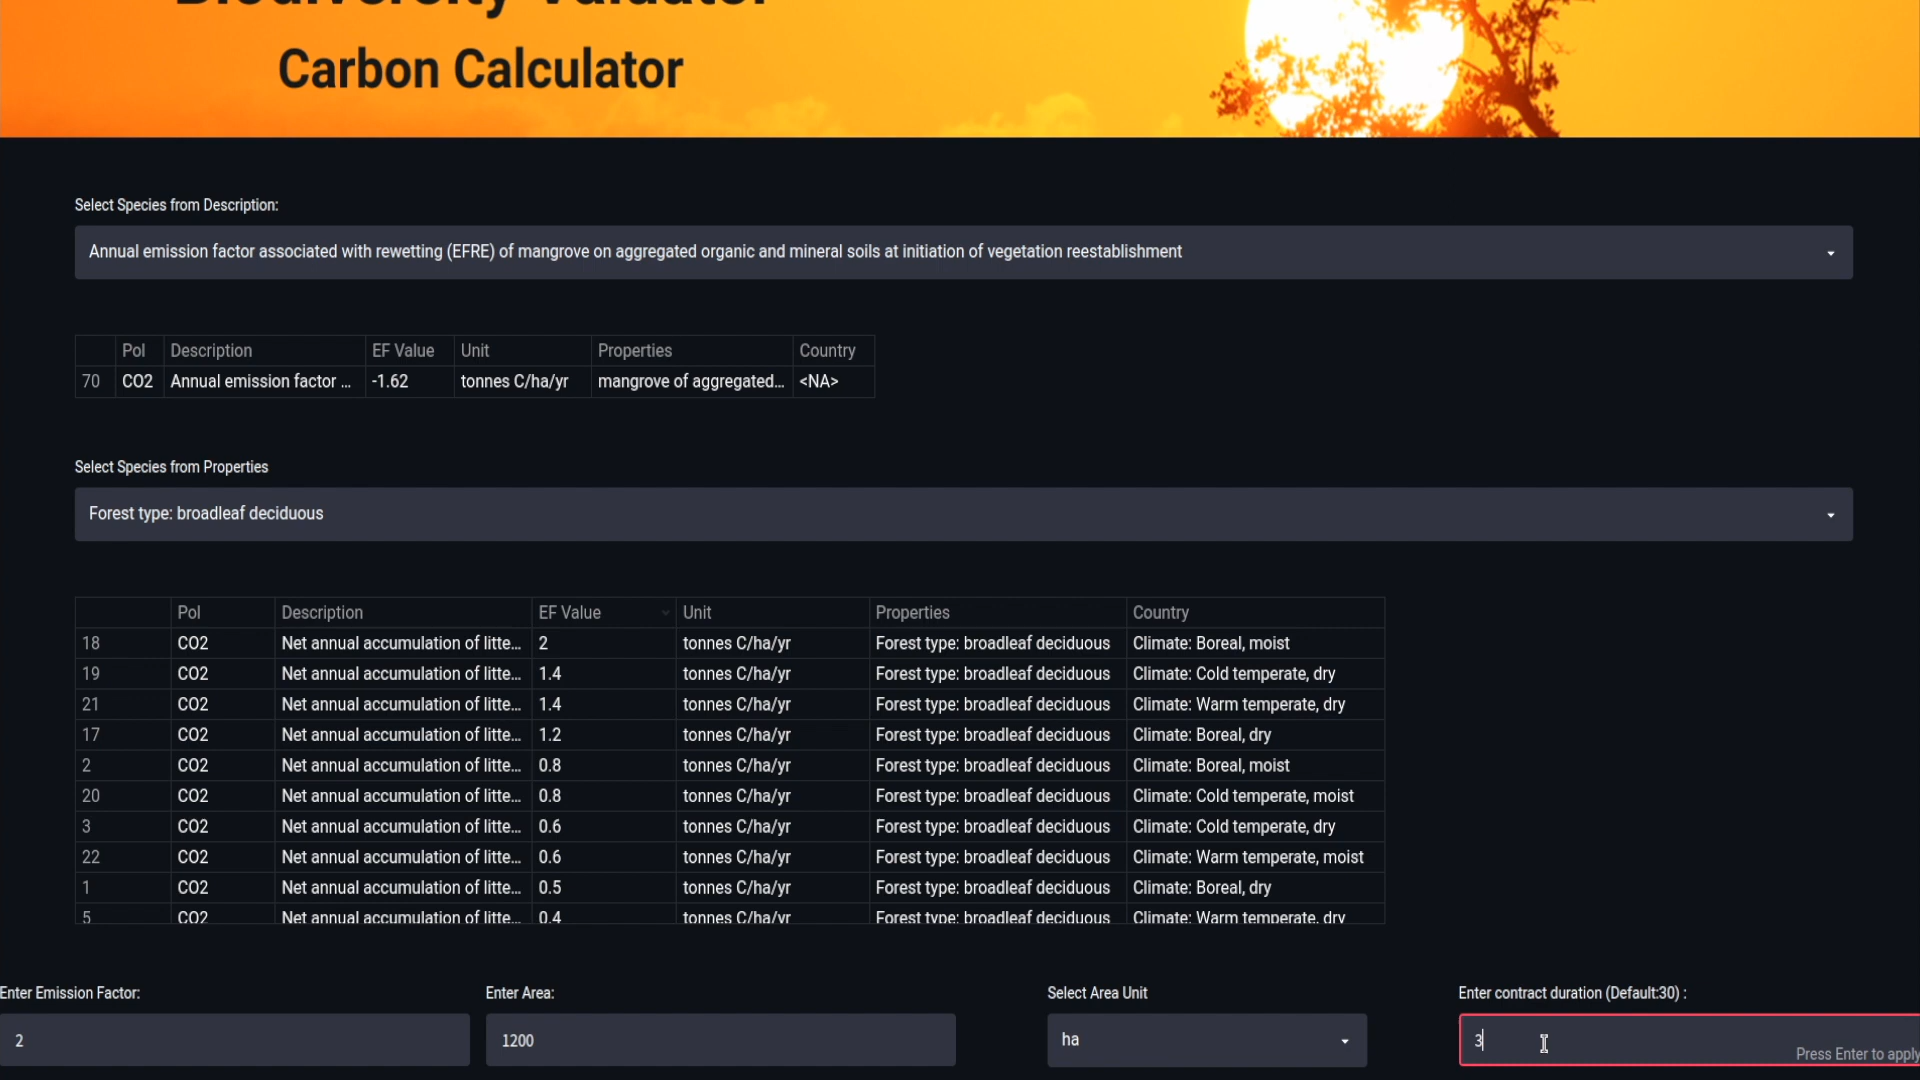 Biodiversity Valuator
Carbon Calculator
Select Species from Description:
Annual emission factor associated with rewetting (EFRE) of mangrove on aggregated organic and mineral soils at initiation of vegetation reestablishment
Pol Description EF Value Unit Properties Country
70 CO2 Annual emission factor ... -1.62 tonnes C/ha/yr mangrove of aggregated... <NA>
Select Species from Properties
Forest type: broadleaf deciduous
Pol Description EF Value Unit Properties Country
18 CO2 Net annual accumulation of litte... 2 tonnes C/ha/yr Forest type: broadleaf deciduous Climate: Boreal, moist
19 CO2 Net annual accumulation of litte... 1.4 tonnes C/ha/yr Forest type: broadleaf deciduous Climate: Cold temperate, dry
21 CO2 Net annual accumulation of litte... 1.4 tonnes C/ha/yr Forest type: broadleaf deciduous Climate: Warm temperate, dry
17 CO2 Net annual accumulation of litte... 1.2 tonnes C/ha/yr Forest type: broadleaf deciduous Climate: Boreal, dry
2 CO2 Net annual accumulation of litte... 0.8 tonnes C/ha/yr Forest type: broadleaf deciduous Climate: Boreal, moist
20 CO2 Net annual accumulation of litte... 0.8 tonnes C/ha/yr Forest type: broadleaf deciduous Climate: Cold temperate, moist
3 CO2 Net annual accumulation of litte... 0.6 tonnes C/ha/yr Forest type: broadleaf deciduous Climate: Cold temperate, dry
22 CO2 Net annual accumulation of litte... 0.6 tonnes C/ha/yr Forest type: broadleaf deciduous Climate: Warm temperate, moist
1 CO2 Net annual accumulation of litte... 0.5 tonnes C/ha/yr Forest type: broadleaf deciduous Climate: Boreal, dry
5 CO2 Net annual accumulation of litte... 0.4 tonnes C/ha/yr Forest type: broadleaf deciduous Climate: Warm temperate, dry
Enter Emission Factor: Enter Area: Select Area Unit Enter contract duration (Default:30) :
2 1200 ha 3
Press Enter to apply